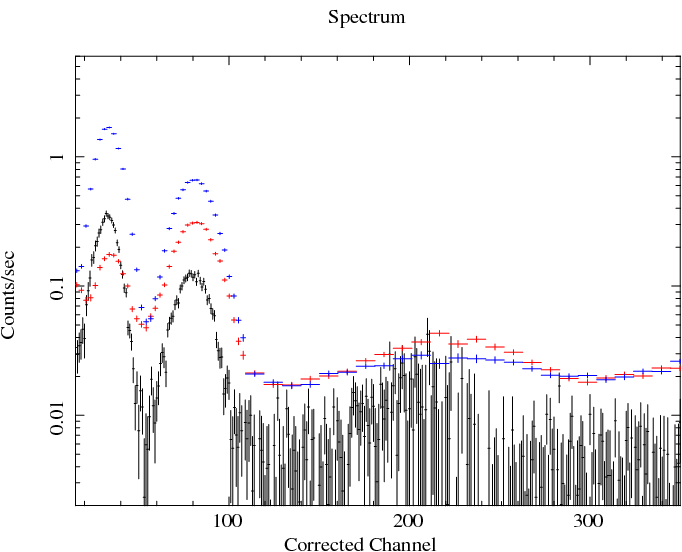 Spectrum
Counts/sec
1
0.1
0.01
100 200 300
Corrected Channel